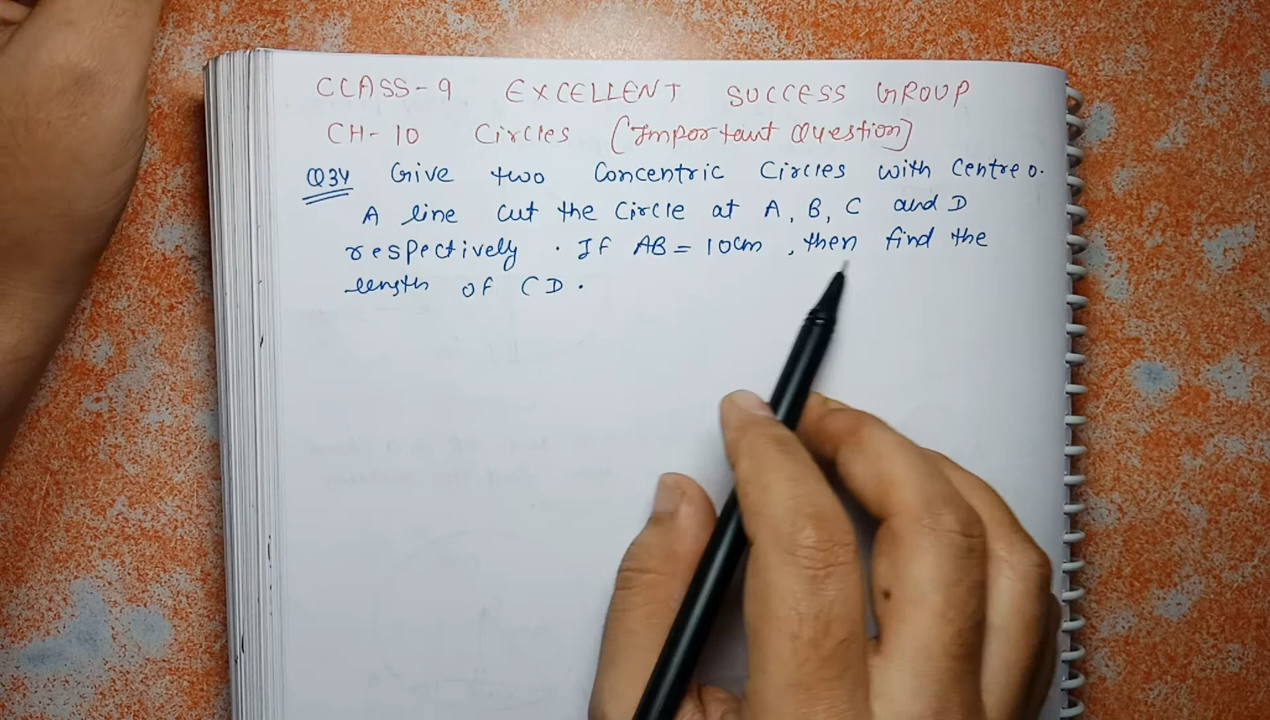 CLASS-9 EXCELLENT SUCCESS GROUP
CH-10 Circles (Important Question)
Q34 Give two Concentric Circles with Centre O.
A line cut the Circle at A, B, C and D
respectively. If AB = 10cm, then find the
length of CD.